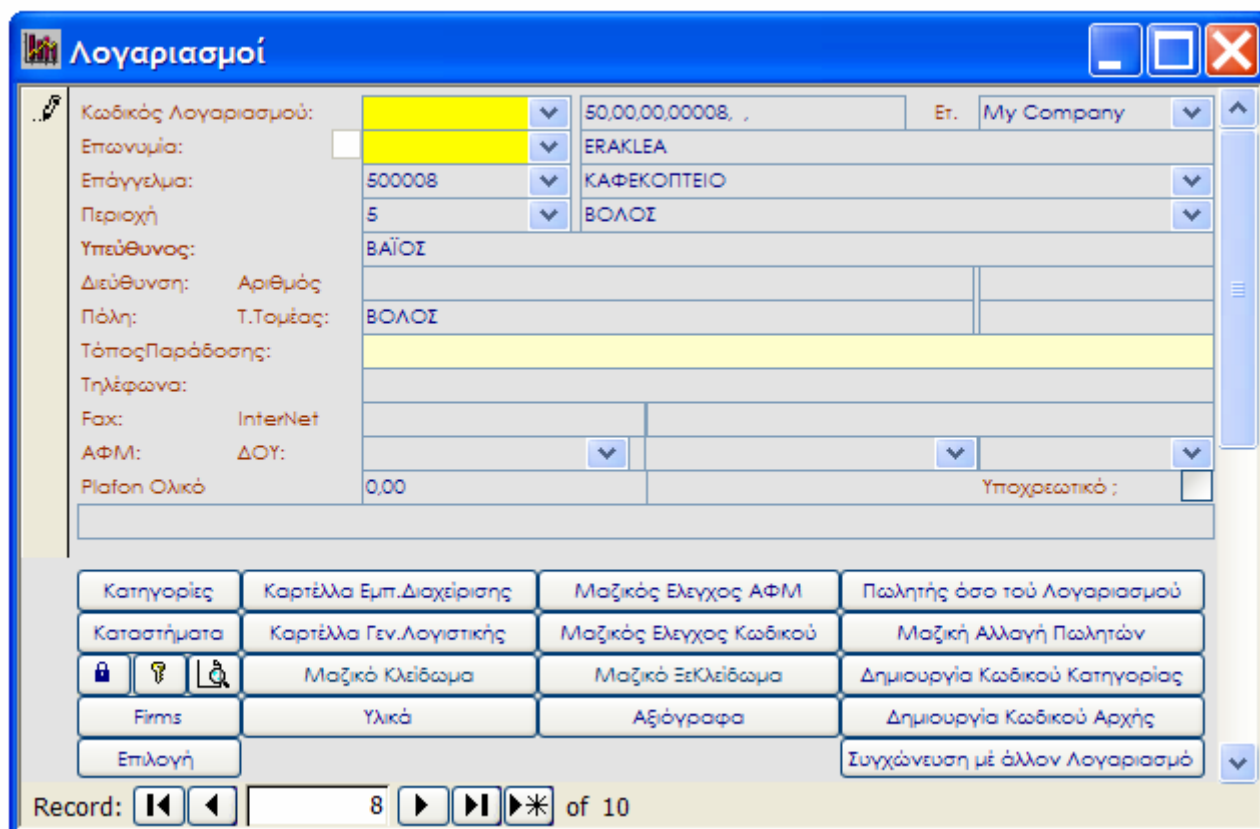 Λογαριασμοί
Κωδικός Λογαριασμού: 50,00,00,00008, , Ετ. My Company
Επωνυμία: ERAKLEA
Επάγγελμα: 500008 ΚΑΦΕΚΟΠΤΕΙΟ
Περιοχή 5 ΒΟΛΟΣ
Υπεύθυνος: ΒΑΪΟΣ
Διεύθυνση: Αριθμός
Πόλη: Τ.Τομέας: ΒΟΛΟΣ
ΤόποςΠαράδοσης:
Τηλέφωνα:
Fax: InterNet
ΑΦΜ: ΔΟΥ:
Plafon Ολικό 0,00 Υποχρεωτικό ;
Κατηγορίες Καρτέλλα Εμπ.Διαχείρισης Μαζικός Ελεγχος ΑΦΜ Πωλητής όσο τού Λογαριασμού
Καταστήματα Καρτέλλα Γεν.Λογιστικής Μαζικός Ελεγχος Κωδικού Μαζική Αλλαγή Πωλητών
Μαζικό Κλείδωμα Μαζικό ΞεΚλείδωμα Δημιουργία Κωδικού Κατηγορίας
Firms Υλικά Αξιόγραφα Δημιουργία Κωδικού Αρχής
Επιλογή Συγχώνευση μέ άλλον Λογαριασμό
Record: 8 of 10